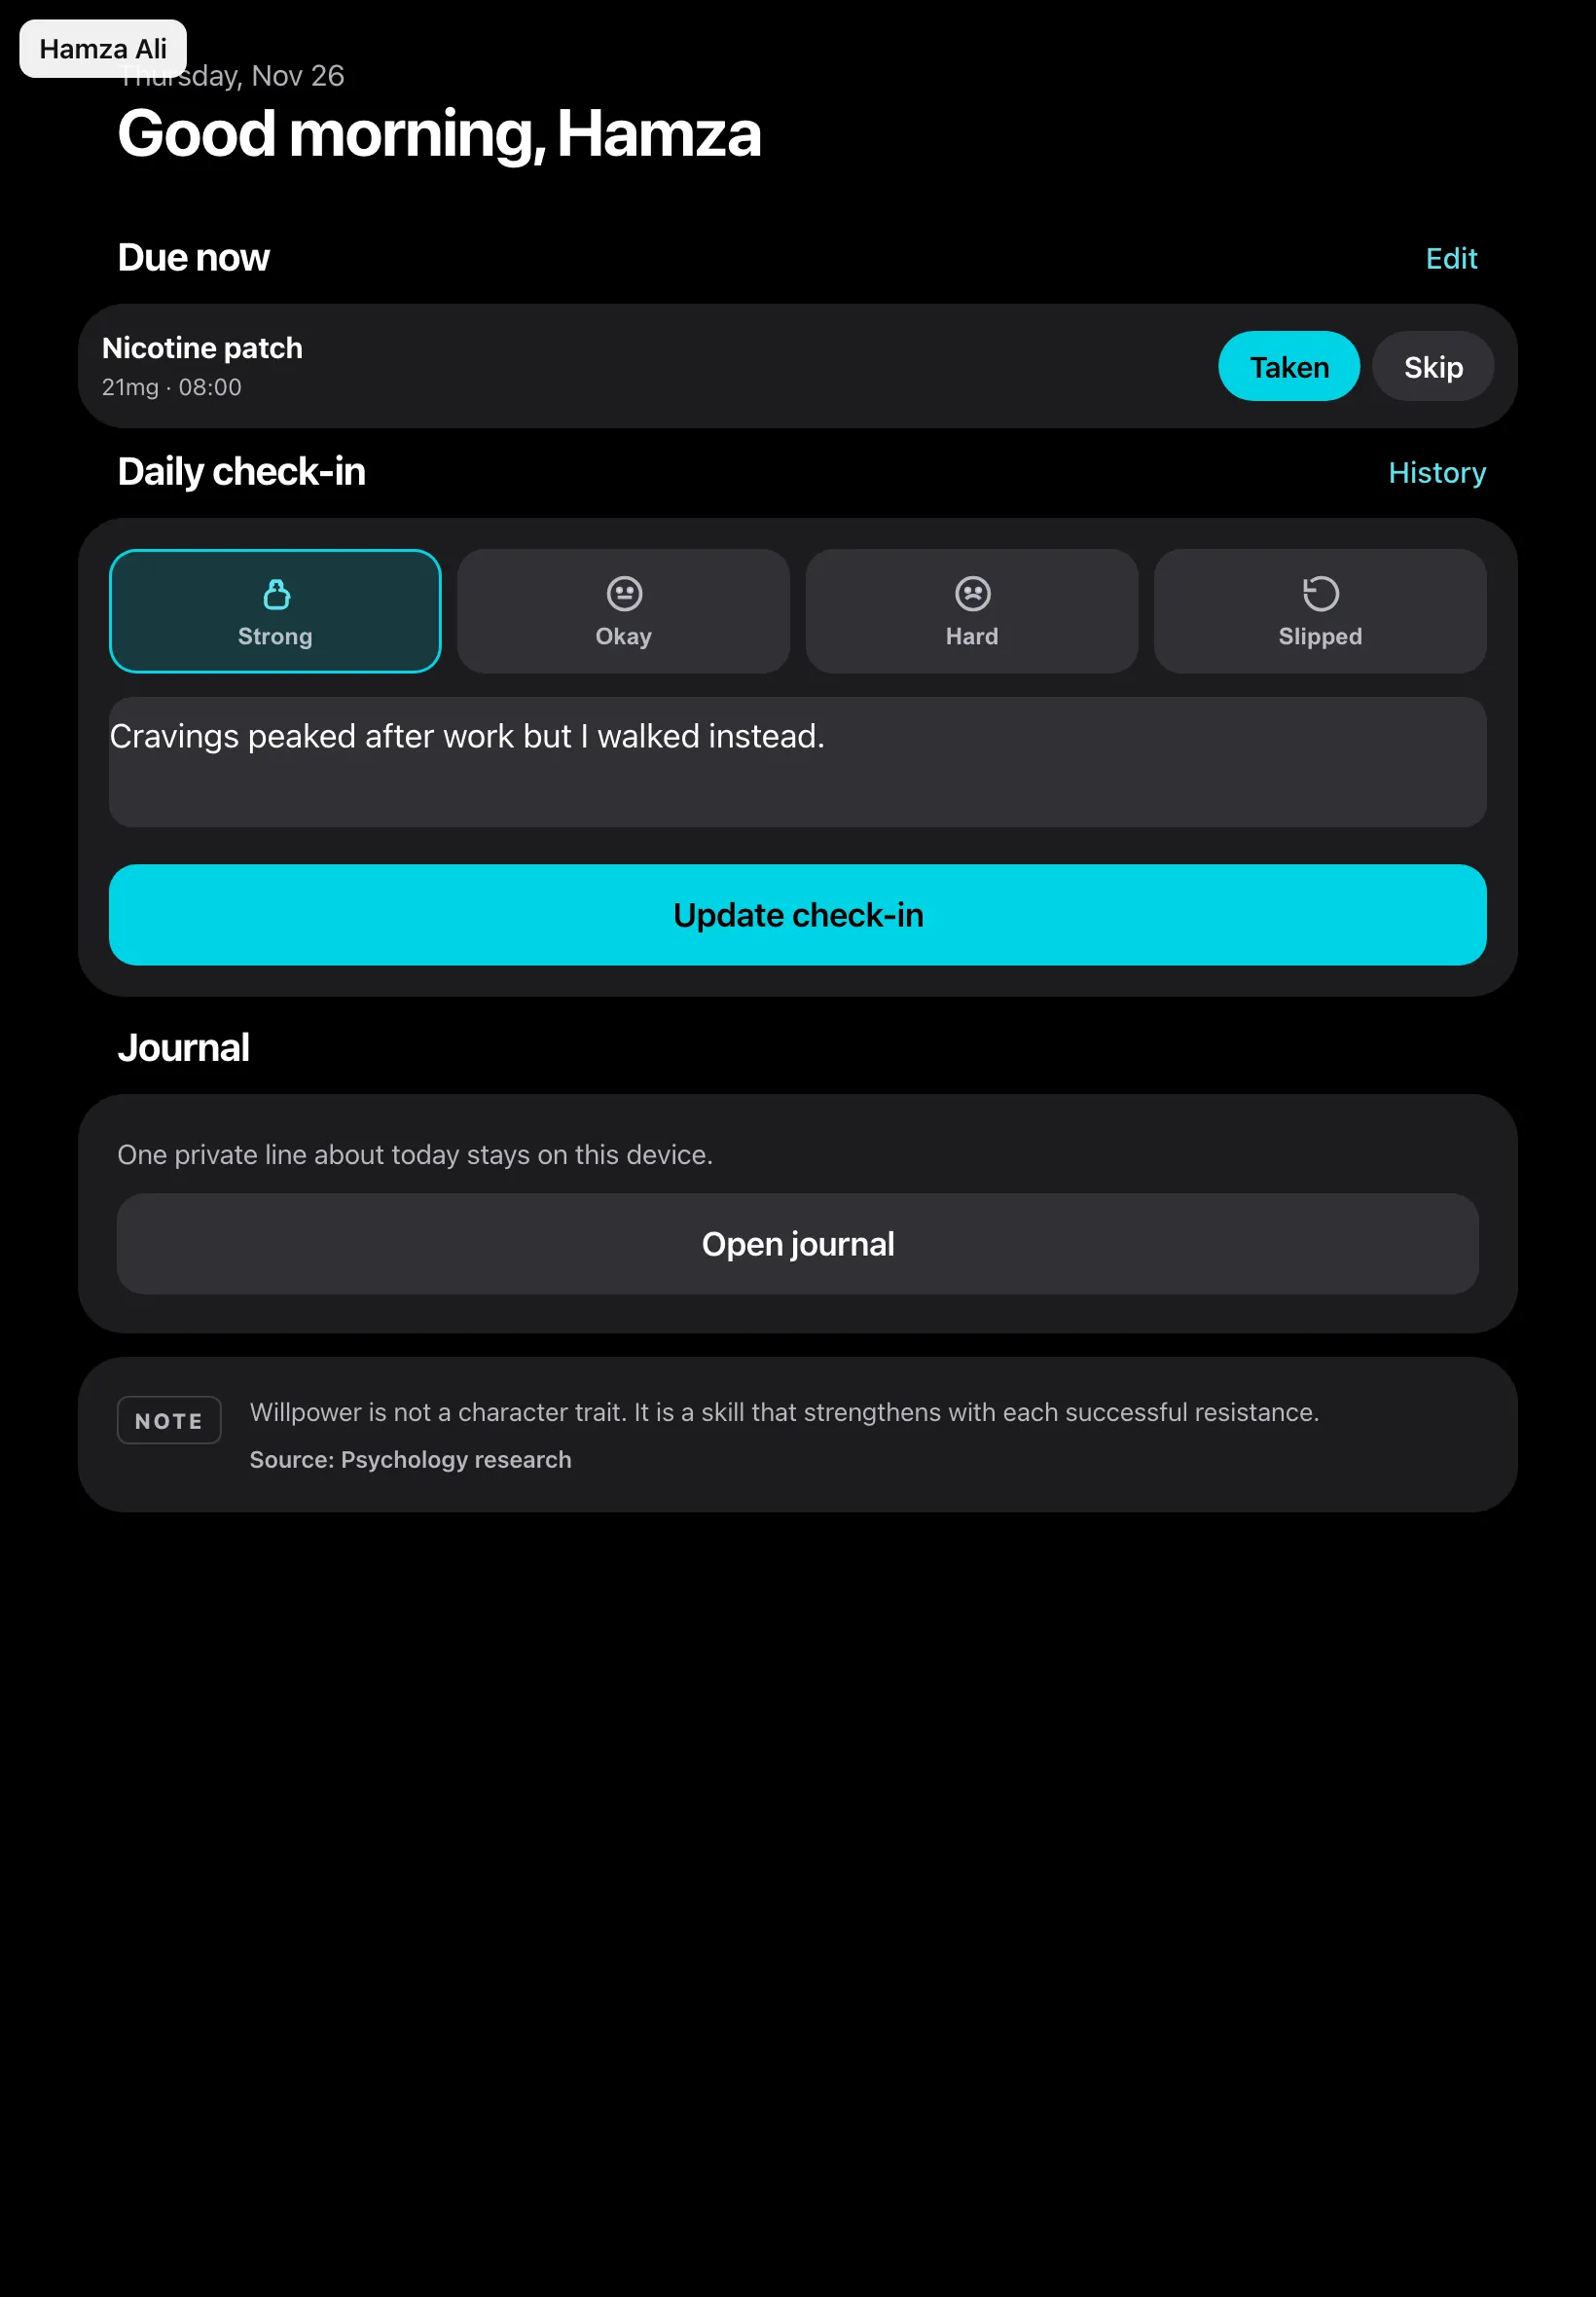 Hamza Ali
Thursday, Nov 26
Good morning, Hamza
Due now
Edit
Nicotine patch
21mg · 08:00
Taken
Skip
Daily check-in
History
Strong
Okay
Hard
Slipped
Cravings peaked after work but I walked instead.
Update check-in
Journal
One private line about today stays on this device.
Open journal
NOTE
Willpower is not a character trait. It is a skill that strengthens with each successful resistance.
Source: Psychology research